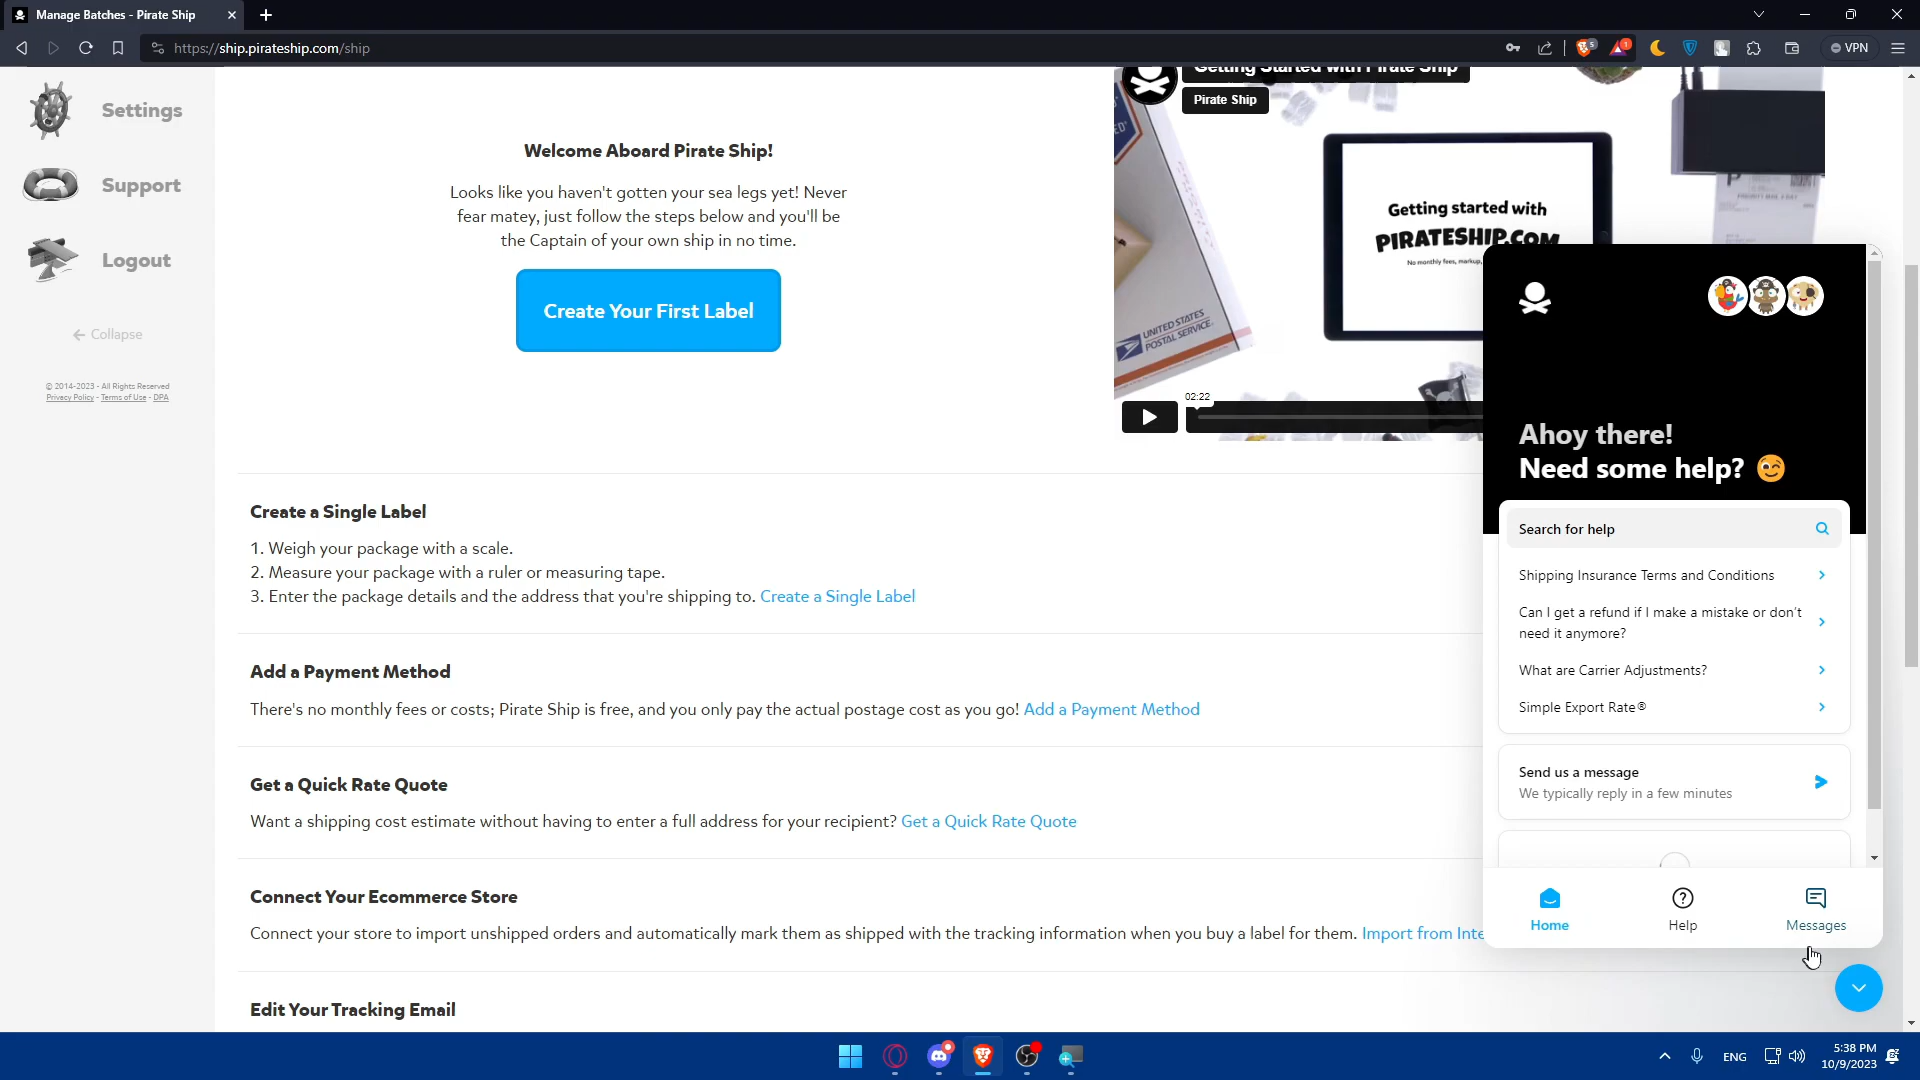 Manage Batches - Pirate Ship
https://ship.pirateship.com/ship
5
1
VPN
Settings
Support
Logout
← Collapse
© 2014-2023 - All Rights Reserved
Privacy Policy - Terms of Use - DPA
Welcome Aboard Pirate Ship!
Looks like you haven't gotten your sea legs yet! Never
fear matey, just follow the steps below and you'll be
the Captain of your own ship in no time.
Create Your First Label
Getting Started with Pirate Ship
Pirate Ship
UNITED STATES
POSTAL SERVICE
Getting started with
PIRATESHIP.COM
No monthly fees, markup,
02:22
Create a Single Label
1. Weigh your package with a scale.
2. Measure your package with a ruler or measuring tape.
3. Enter the package details and the address that you're shipping to. Create a Single Label
Add a Payment Method
There's no monthly fees or costs; Pirate Ship is free, and you only pay the actual postage cost as you go! Add a Payment Method
Get a Quick Rate Quote
Want a shipping cost estimate without having to enter a full address for your recipient? Get a Quick Rate Quote
Connect Your Ecommerce Store
Connect your store to import unshipped orders and automatically mark them as shipped with the tracking information when you buy a label for them. Import from Inte
Edit Your Tracking Email
Ahoy there!
Need some help? 😉
Search for help
Shipping Insurance Terms and Conditions
Can I get a refund if I make a mistake or don't
need it anymore?
What are Carrier Adjustments?
Simple Export Rate®
Send us a message
We typically reply in a few minutes
Home
Help
Messages
ENG
5:38 PM
10/9/2023